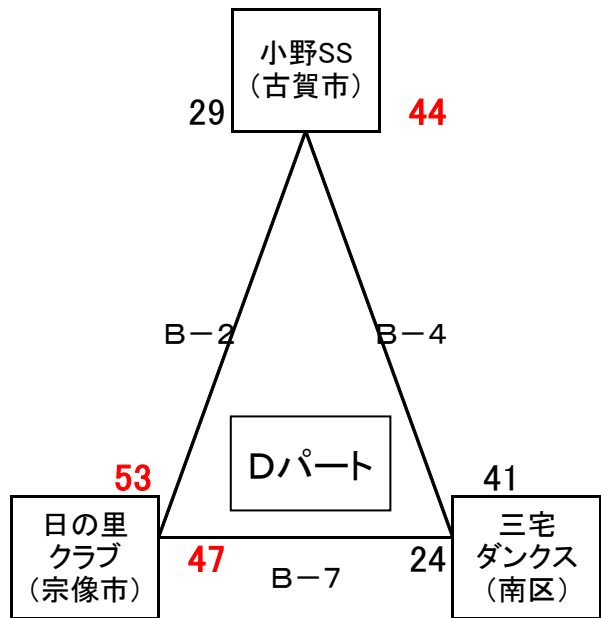 小野SS
(古賀市)
29
44
B-2
B-4
Dパート
53
41
日の里
クラブ
(宗像市)
47
B-7
24
三宅
ダンクス
(南区)